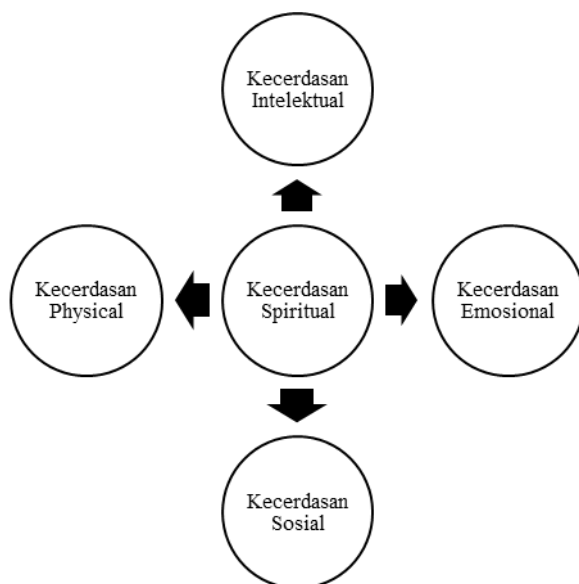 Kecerdasan
Intelektual
Kecerdasan
Physical
Kecerdasan
Spiritual
Kecerdasan
Emosional
Kecerdasan
Sosial